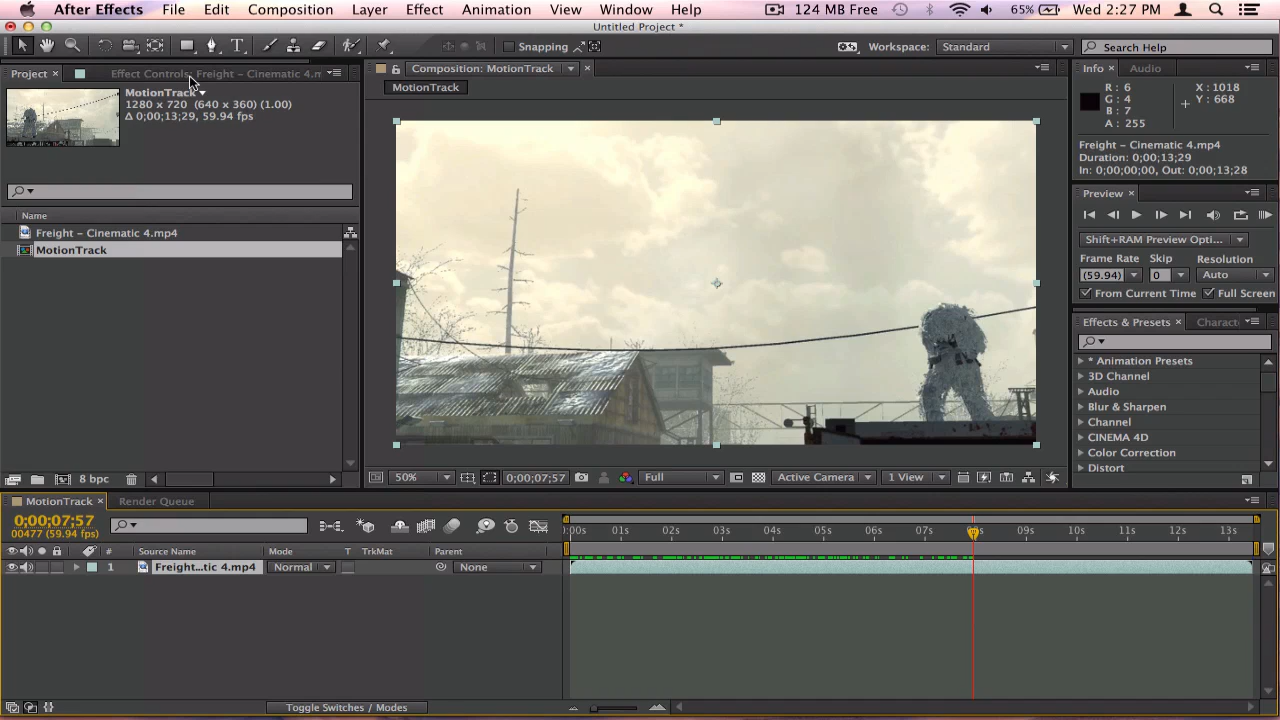 After Effects File Edit Composition Layer Effect Animation View Window Help 124 MB Free 65% Wed 2:27 PM
Untitled Project *
Snapping Workspace: Standard Search Help
Project × Effect Controls: Freight – Cinematic 4.m
MotionTrack
1280 x 720 (640 x 360) (1.00)
Δ 0;00;13;29, 59.94 fps
Name
Freight – Cinematic 4.mp4
MotionTrack
8 bpc
Composition: MotionTrack ×
MotionTrack
50% 0;00;07;57 Full Active Camera 1 View
Info × Audio
R: 6 X: 1018
G: 4 Y: 668
B: 7
A: 255
Freight – Cinematic 4.mp4
Duration: 0;00;13;29
In: 0;00;00;00, Out: 0;00;13;28
Preview ×
Shift+RAM Preview Opti...
Frame Rate Skip Resolution
(59.94) 0 Auto
From Current Time Full Screen
Effects & Presets × Charact
* Animation Presets
3D Channel
Audio
Blur & Sharpen
Channel
CINEMA 4D
Color Correction
Distort
MotionTrack × Render Queue
0;00;07;57
00477 (59.94 fps)
:00s 01s 02s 03s 04s 05s 06s 07s 8s 09s 10s 11s 12s 13s
# Source Name Mode T TrkMat Parent
1 Freight...tic 4.mp4 Normal None
Toggle Switches / Modes